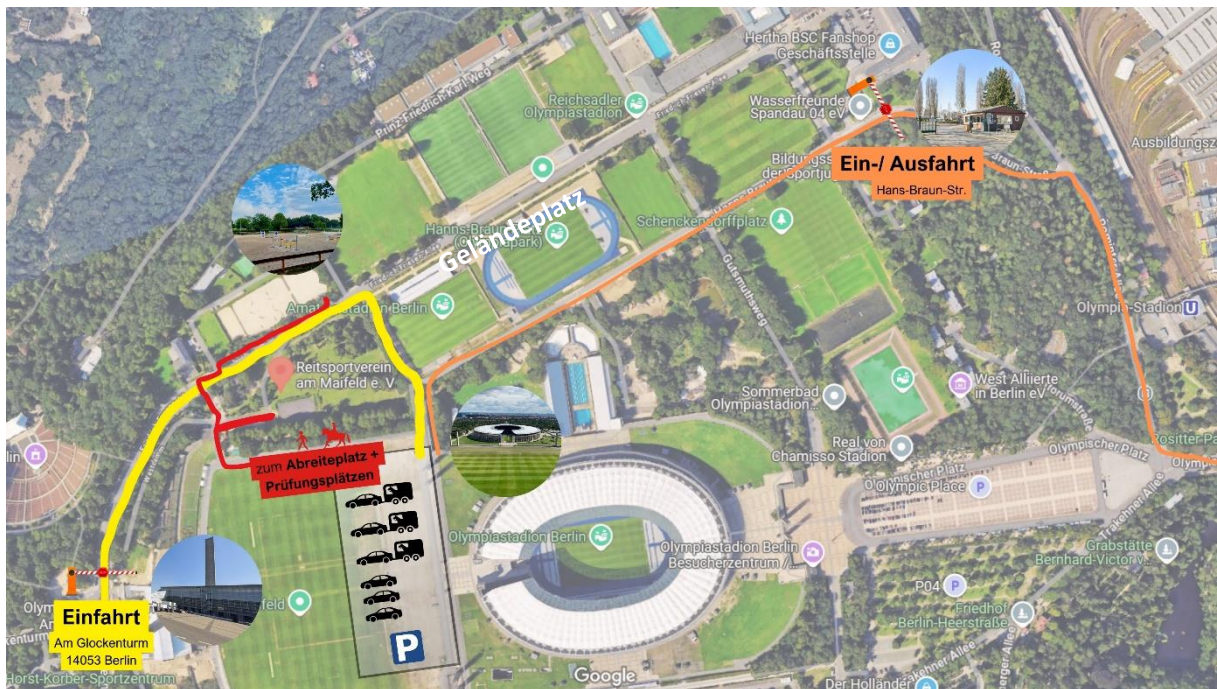 Hertha BSC Fanshop
Geschäftsstelle
Prinz-Friedrich-Karl-Weg
Reichsadler
Olympiastadion
Wasserfreunde
Spandau 04 eV
Ausbildungsz
Ein-/ Ausfahrt
Hans-Braun-Str.
Geländeplatz
Schenckendorffplatz
Gutsmuthsweg
Olympia-Stadion
U
Reitsportverein
am Maifeld e. V
West Alliierte
in Berlin eV
Sommerbad
Olympiastadion...
Real von
Chamisso Stadion
Olympischer Platz
Olympic Place
P
zum Abreiteplatz +
Prüfungsplätzen
Olympiastadion Berlin
Olympiastadion Berlin
Besucherzentrum /...
Trakehner Allee
Grabstätte
Bernhard-Victor v...
P04
P
Friedhof
Berlin-Heerstraße
Einfahrt
Am Glockenturm
14053 Berlin
P
Horst-Korber-Sportzentrum
Google
Der Holländer